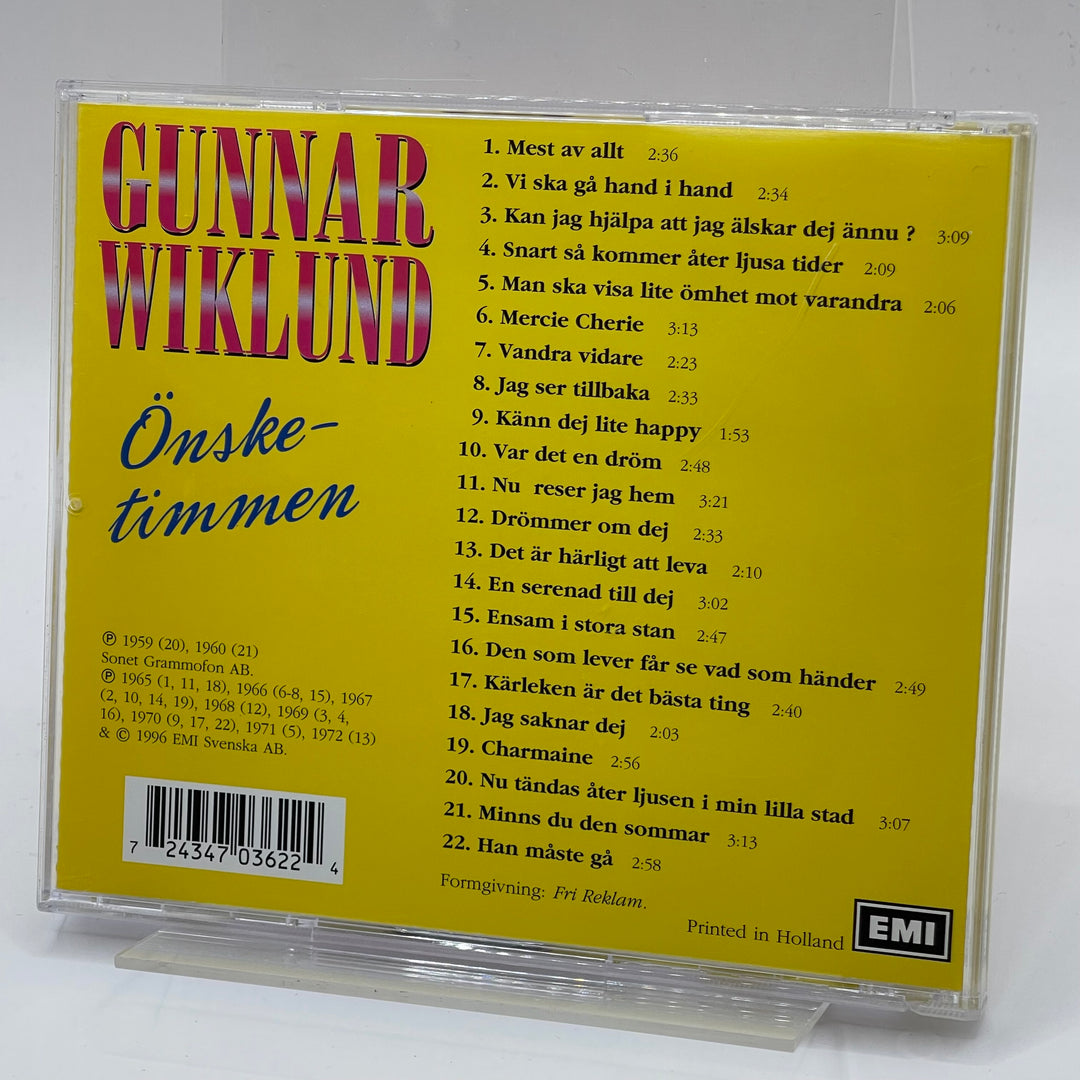 GUNNAR
WIKLUND
Önske-
timmen
1. Mest av allt 2:36
2. Vi ska gå hand i hand 2:34
3. Kan jag hjälpa att jag älskar dej ännu ? 3:09
4. Snart så kommer åter ljusa tider 2:09
5. Man ska visa lite ömhet mot varandra 2:06
6. Mercie Cherie 3:13
7. Vandra vidare 2:23
8. Jag ser tillbaka 2:33
9. Känn dej lite happy 1:53
10. Var det en dröm 2:48
11. Nu reser jag hem 3:21
12. Drömmer om dej 2:33
13. Det är härligt att leva 2:10
14. En serenad till dej 3:02
15. Ensam i stora stan 2:47
16. Den som lever får se vad som händer 2:49
17. Kärleken är det bästa ting 2:40
18. Jag saknar dej 2:03
19. Charmaine 2:56
20. Nu tändas åter ljusen i min lilla stad 3:07
21. Minns du den sommar 3:13
22. Han måste gå 2:58
Formgivning: Fri Reklam.
Printed in Holland EMI
℗ 1959 (20), 1960 (21)
Sonet Grammofon AB.
℗ 1965 (1, 11, 18), 1966 (6-8, 15), 1967
(2, 10, 14, 19), 1968 (12), 1969 (3, 4,
16), 1970 (9, 17, 22), 1971 (5), 1972 (13)
& © 1996 EMI Svenska AB.
7 24347 03622 4